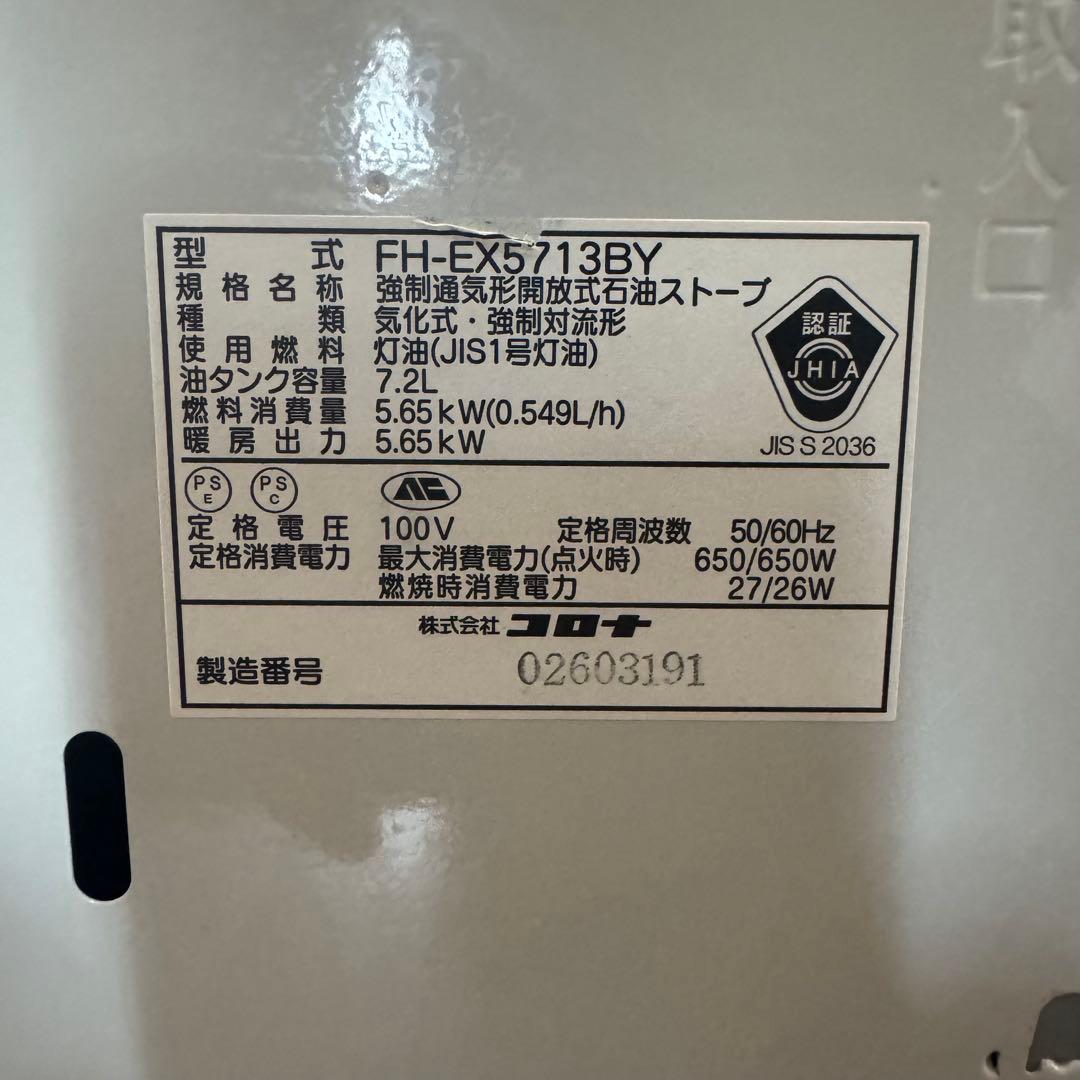 取入口
型式 FH-EX5713BY
規格名称 強制通気形開放式石油ストーブ
種類 気化式・強制対流形
使用燃料 灯油(JIS1号灯油)
油タンク容量 7.2L
燃料消費量 5.65kW(0.549L/h)
暖房出力 5.65kW
認証
JHIA
JIS S 2036
PS E PS C
定格電圧 100V 定格周波数 50/60Hz
定格消費電力 最大消費電力(点火時) 650/650W
燃焼時消費電力 27/26W
株式会社 コロナ
製造番号 02603191